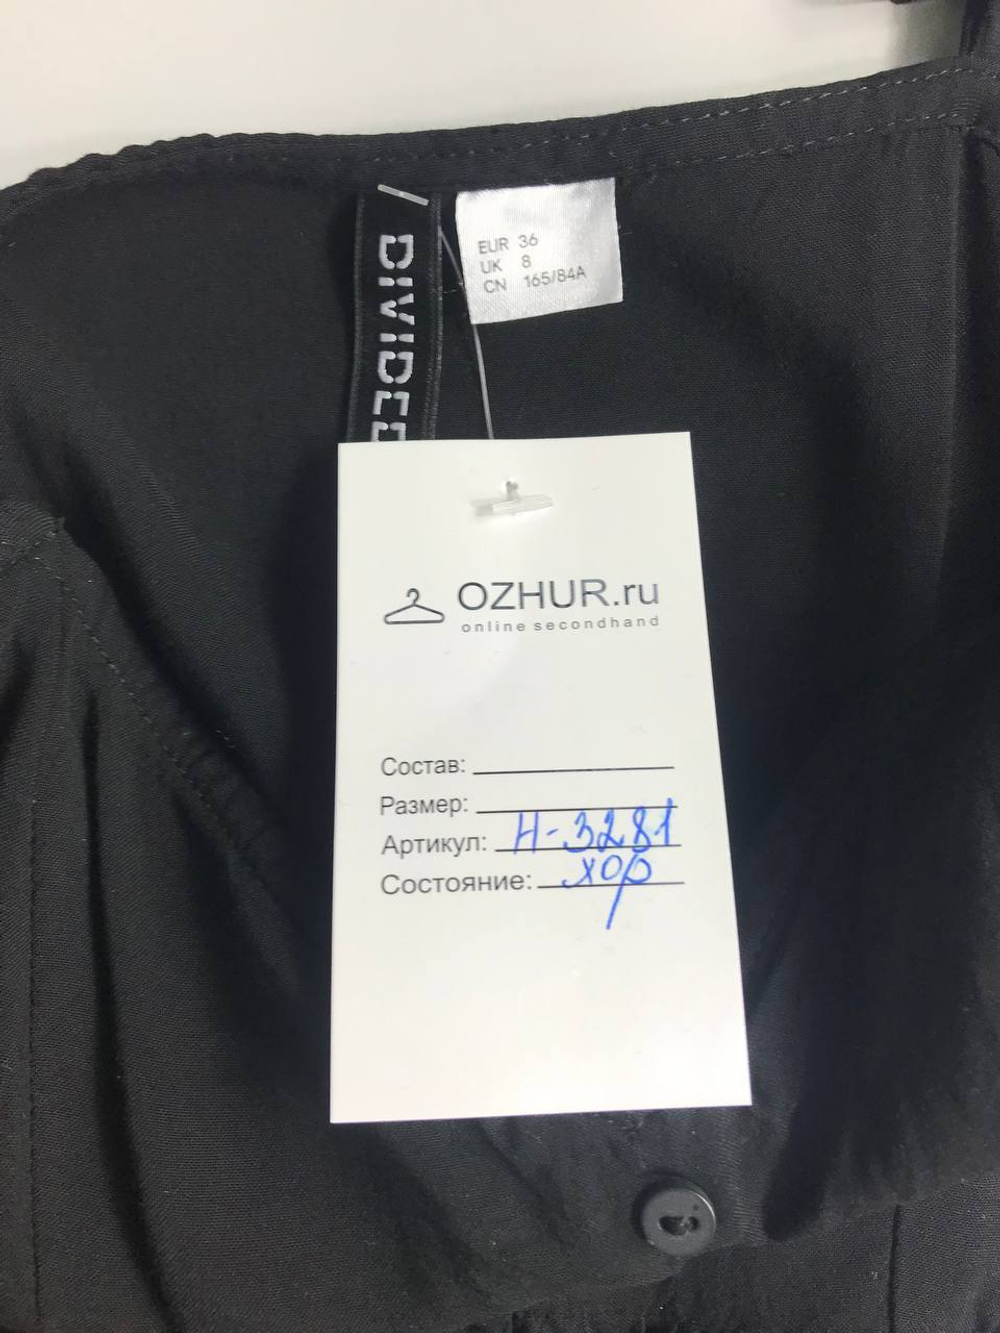 DIVIDED
EUR 36
UK 8
CN 165/84A
OZHUR.ru
online secondhand
Состав:
Размер:
Артикул: Н-3281
Состояние: хор